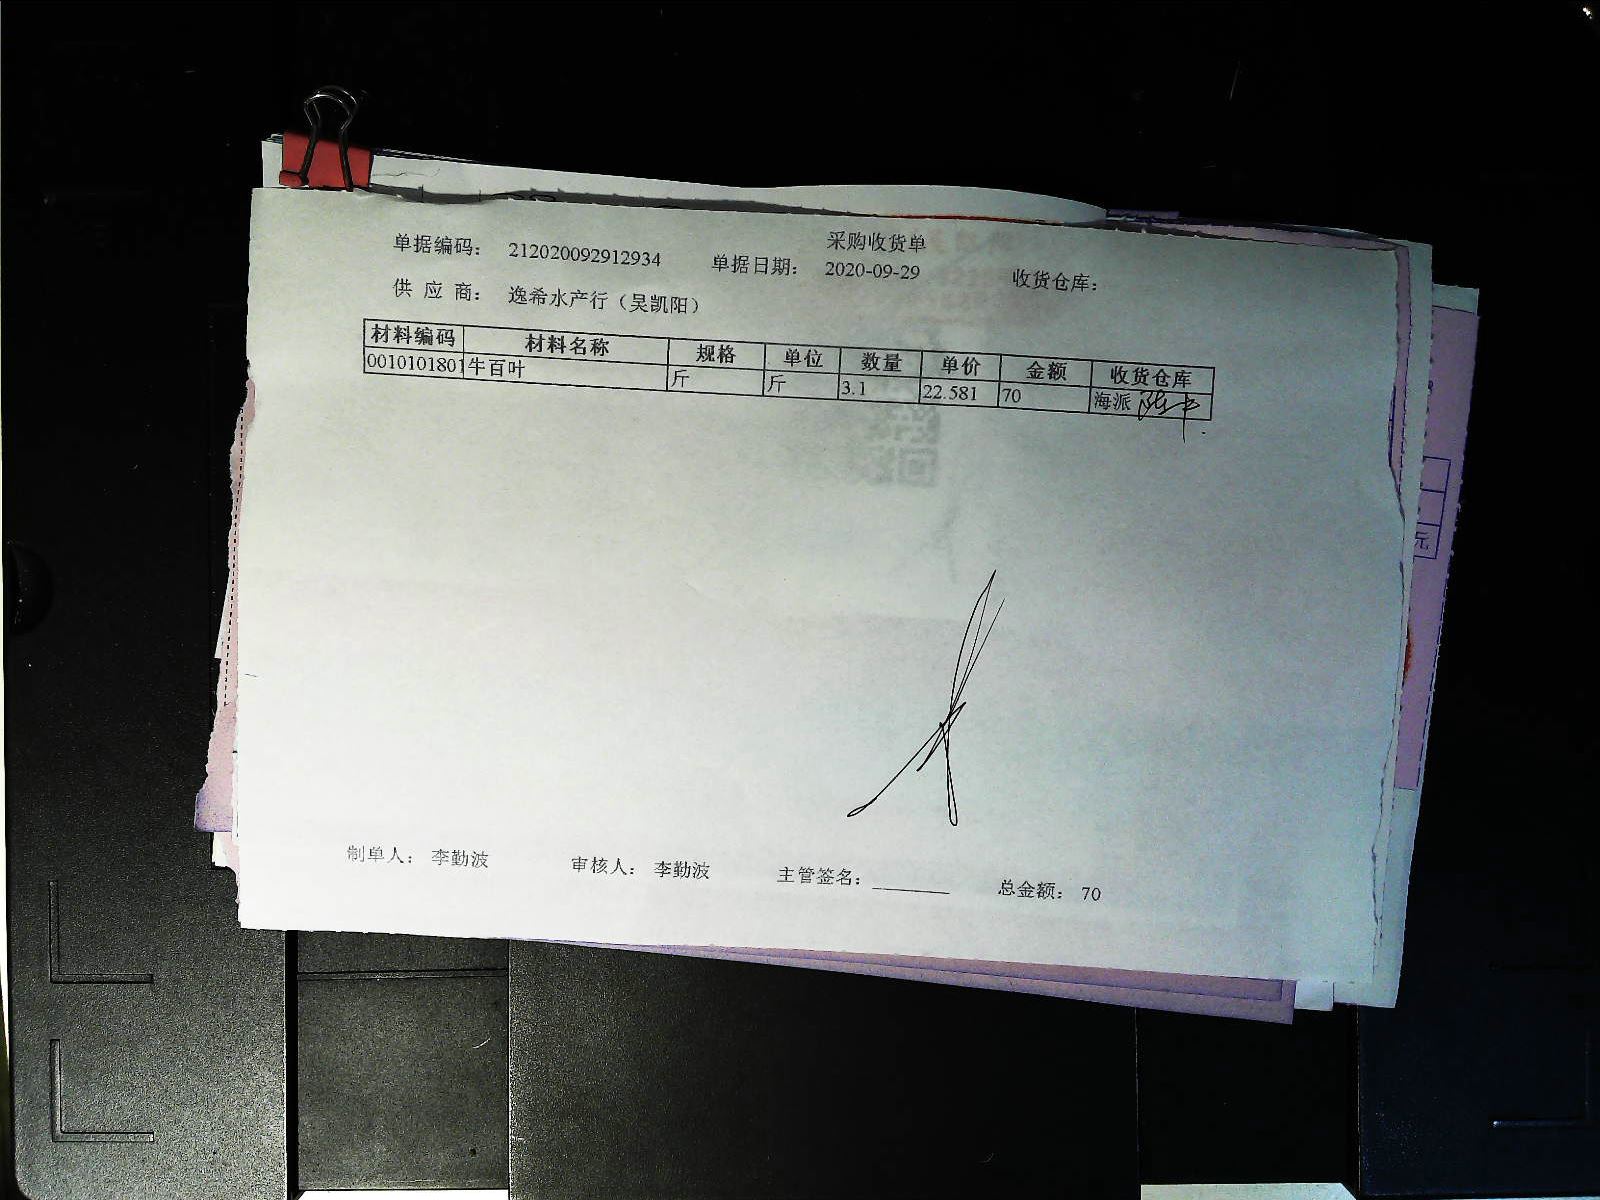 采购收货单
单据编码： 212020092912934 单据日期： 2020-09-29 收货仓库：
供 应 商： 逸希水产行（吴凯阳）
材料编码 材料名称 规格 单位 数量 单价 金额 收货仓库
0010101801 牛百叶 斤 斤 3.1 22.581 70 海派
元
制单人： 李勤波 审核人： 李勤波 主管签名： 总金额： 70